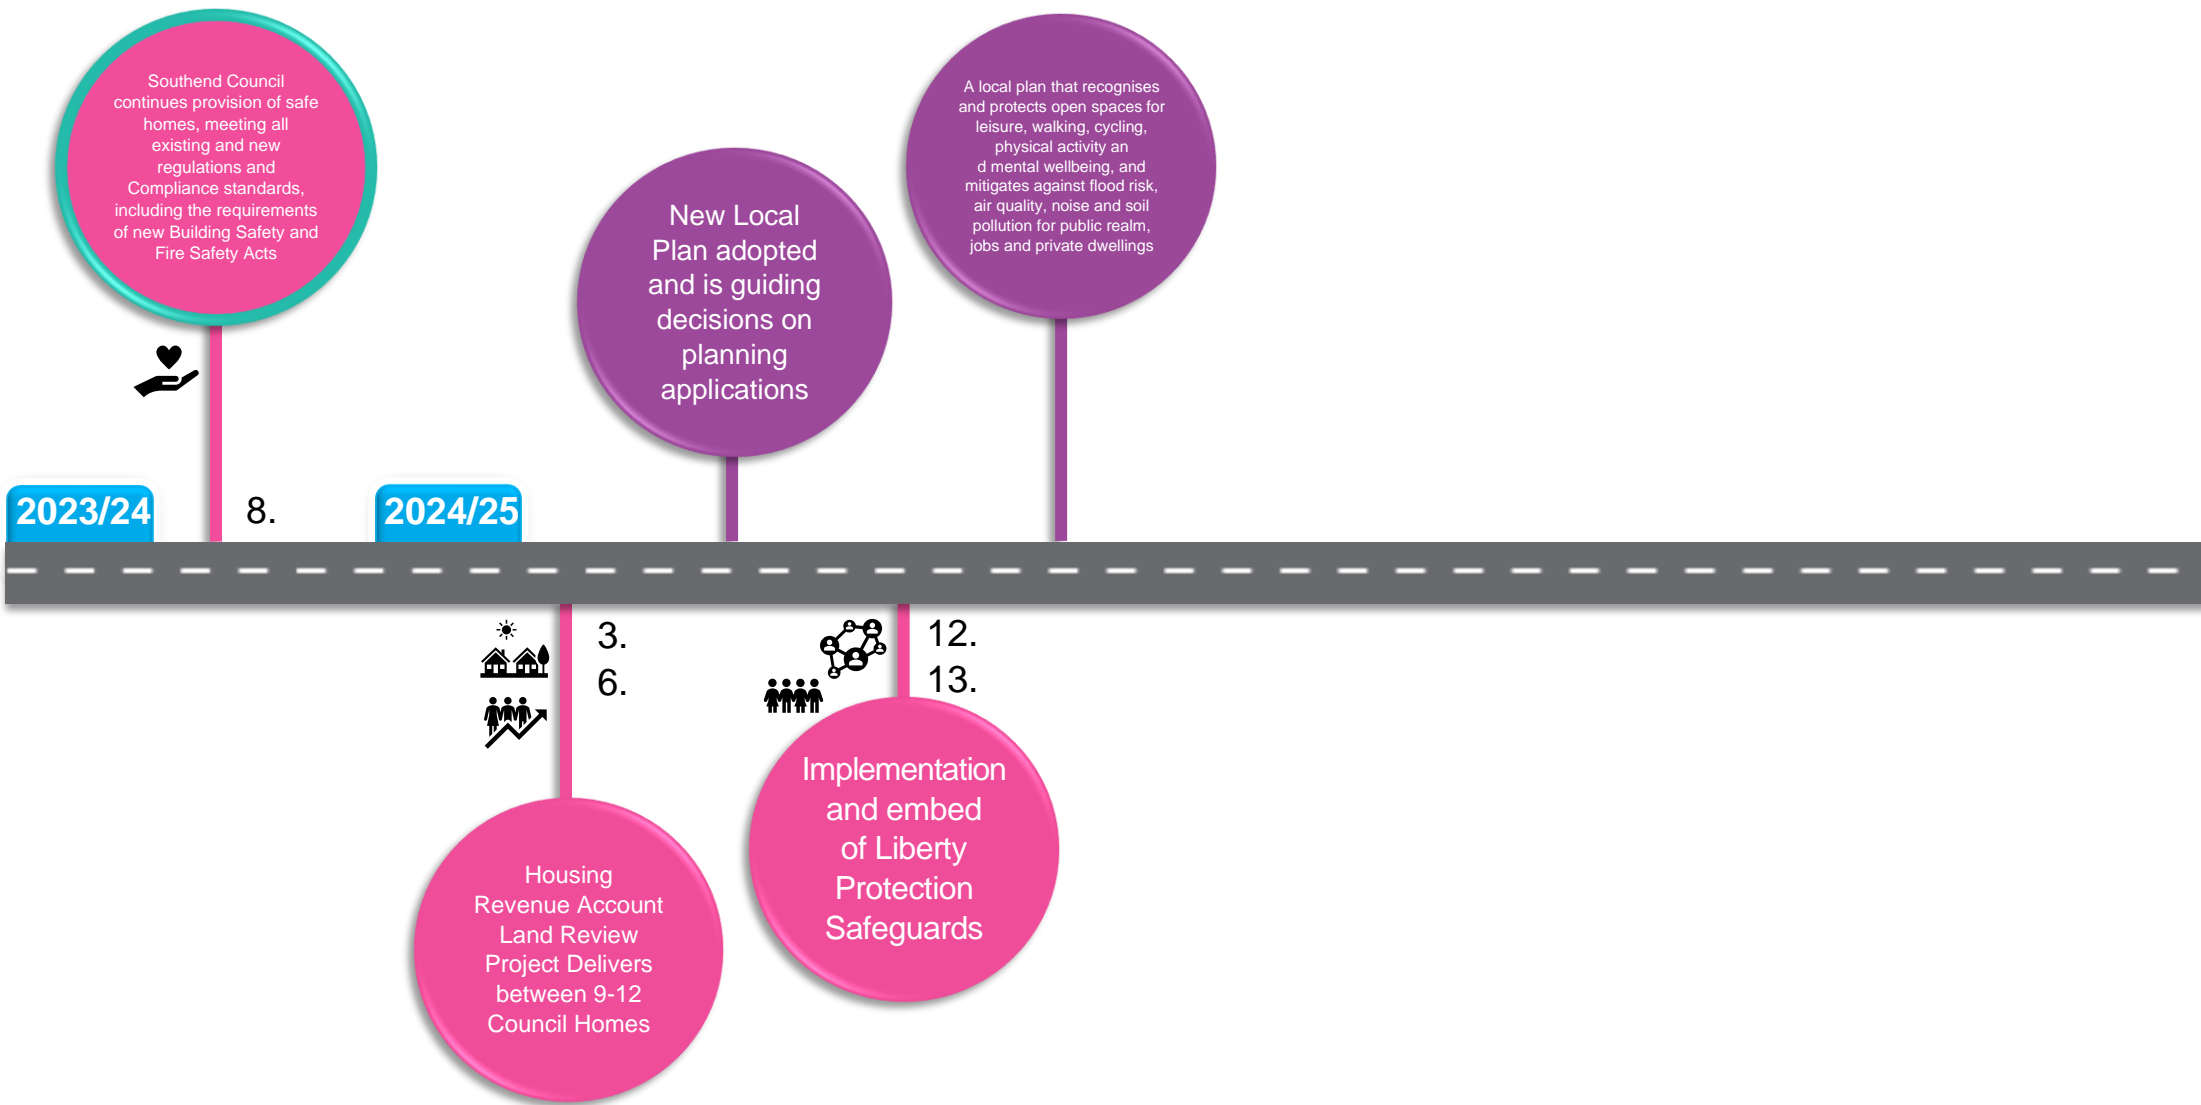 Southend Council
continues provision of safe
homes, meeting all
existing and new
regulations and
Compliance standards,
including the requirements
of new Building Safety and
Fire Safety Acts
New Local
Plan adopted
and is guiding
decisions on
planning
applications
A local plan that recognises
and protects open spaces for
leisure, walking, cycling,
physical activity an
d mental wellbeing, and
mitigates against flood risk,
air quality, noise and soil
pollution for public realm,
jobs and private dwellings
2023/24
8.
2024/25
3.
6.
12.
13.
Housing
Revenue Account
Land Review
Project Delivers
between 9-12
Council Homes
Implementation
and embed
of Liberty
Protection
Safeguards